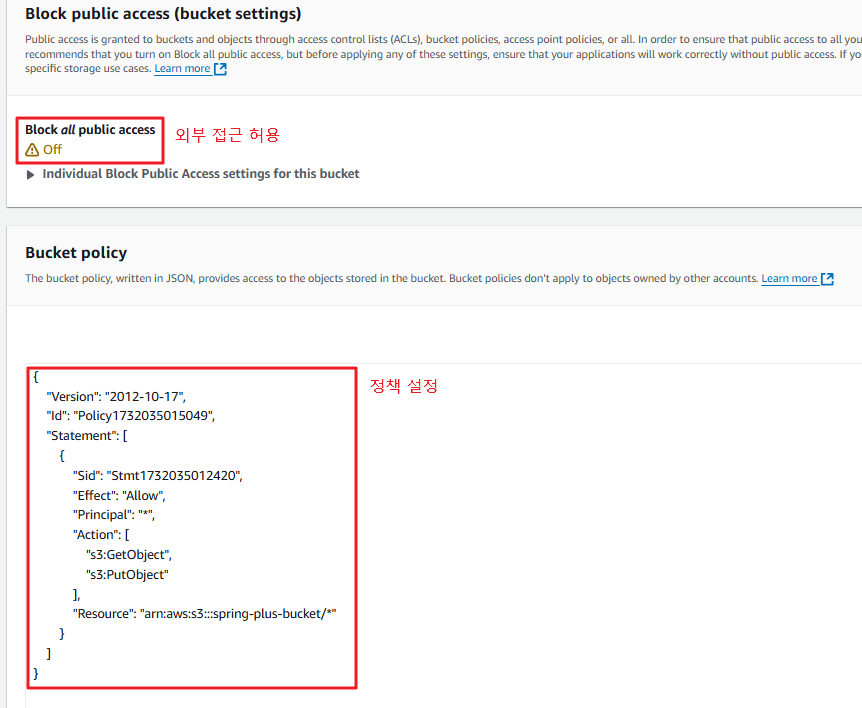 Block public access (bucket settings)
Public access is granted to buckets and objects through access control lists (ACLs), bucket policies, access point policies, or all. In order to ensure that public access to all you
recommends that you turn on Block all public access, but before applying any of these settings, ensure that your applications will work correctly without public access. If yo
specific storage use cases. Learn more
Block all public access
외부 접근 허용
Off
Individual Block Public Access settings for this bucket
Bucket policy
The bucket policy, written in JSON, provides access to the objects stored in the bucket. Bucket policies don't apply to objects owned by other accounts. Learn more
{
정책 설정
"Version": "2012-10-17",
"Id": "Policy1732035015049",
"Statement": [
{
"Sid": "Stmt1732035012420",
"Effect": "Allow",
"Principal": "*",
"Action": [
"s3:GetObject",
"s3:PutObject"
],
"Resource": "arn:aws:s3:::spring-plus-bucket/*"
}
]
}